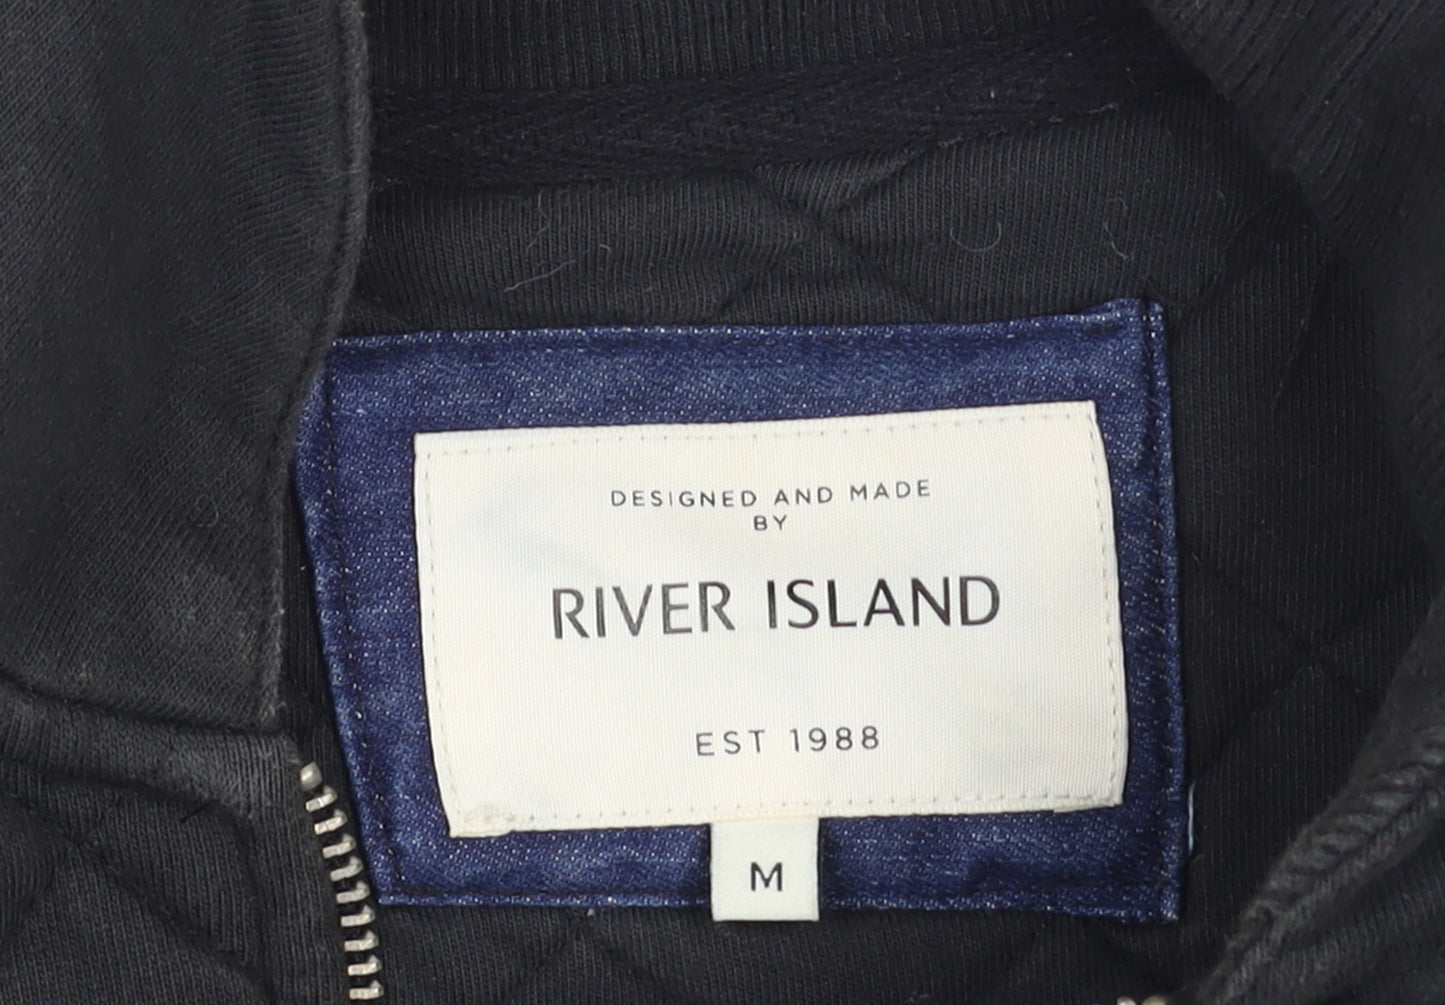 DESIGNED AND MADE
BY
RIVER ISLAND
EST 1988
M